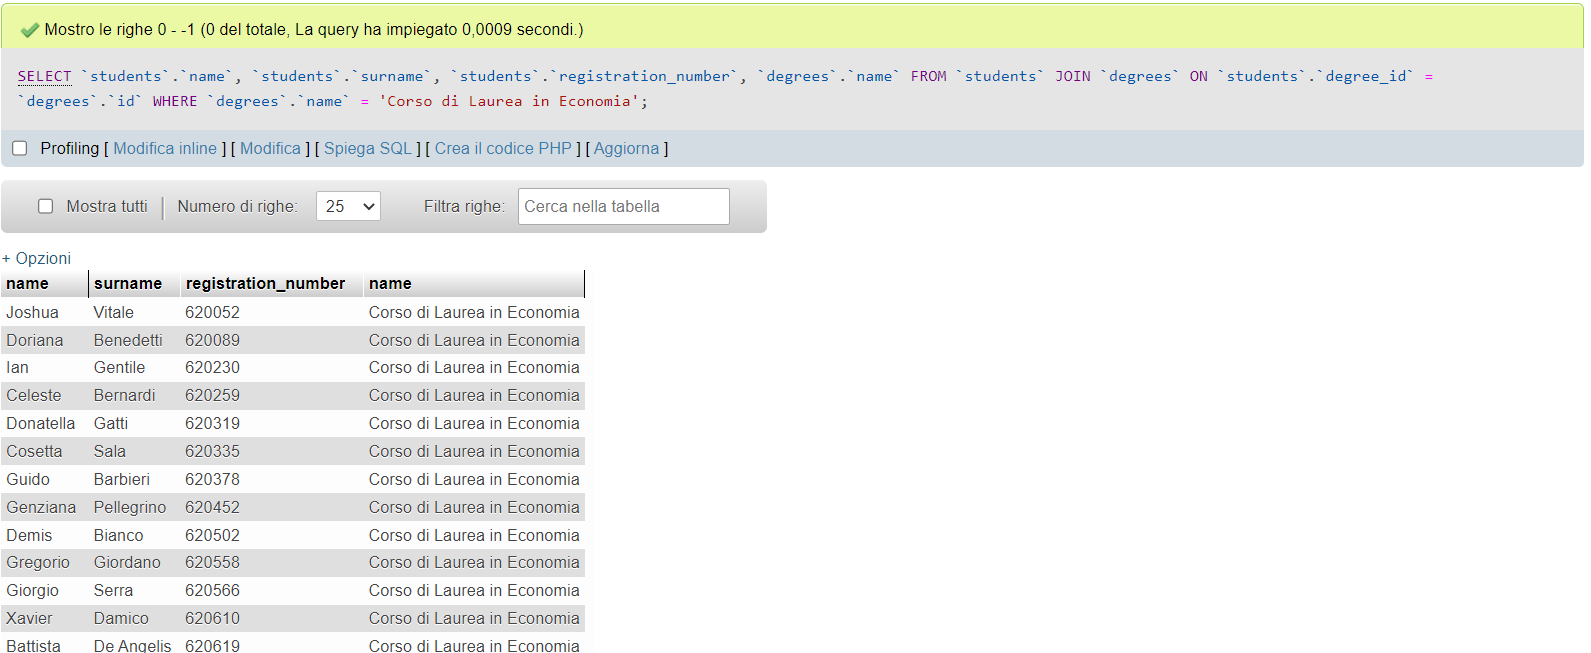 Mostro le righe 0 - -1 (0 del totale, La query ha impiegato 0,0009 secondi.)
SELECT `students`.`name`, `students`.`surname`, `students`.`registration_number`, `degrees`.`name` FROM `students` JOIN `degrees` ON `students`.`degree_id` =
`degrees`.`id` WHERE `degrees`.`name` = 'Corso di Laurea in Economia';
Profiling [ Modifica inline ] [ Modifica ] [ Spiega SQL ] [ Crea il codice PHP ] [ Aggiorna ]
Mostra tutti | Numero di righe: 25 Filtra righe: Cerca nella tabella
+ Opzioni
name surname registration_number name
Joshua Vitale 620052 Corso di Laurea in Economia
Doriana Benedetti 620089 Corso di Laurea in Economia
Ian Gentile 620230 Corso di Laurea in Economia
Celeste Bernardi 620259 Corso di Laurea in Economia
Donatella Gatti 620319 Corso di Laurea in Economia
Cosetta Sala 620335 Corso di Laurea in Economia
Guido Barbieri 620378 Corso di Laurea in Economia
Genziana Pellegrino 620452 Corso di Laurea in Economia
Demis Bianco 620502 Corso di Laurea in Economia
Gregorio Giordano 620558 Corso di Laurea in Economia
Giorgio Serra 620566 Corso di Laurea in Economia
Xavier Damico 620610 Corso di Laurea in Economia
Battista De Angelis 620619 Corso di Laurea in Economia